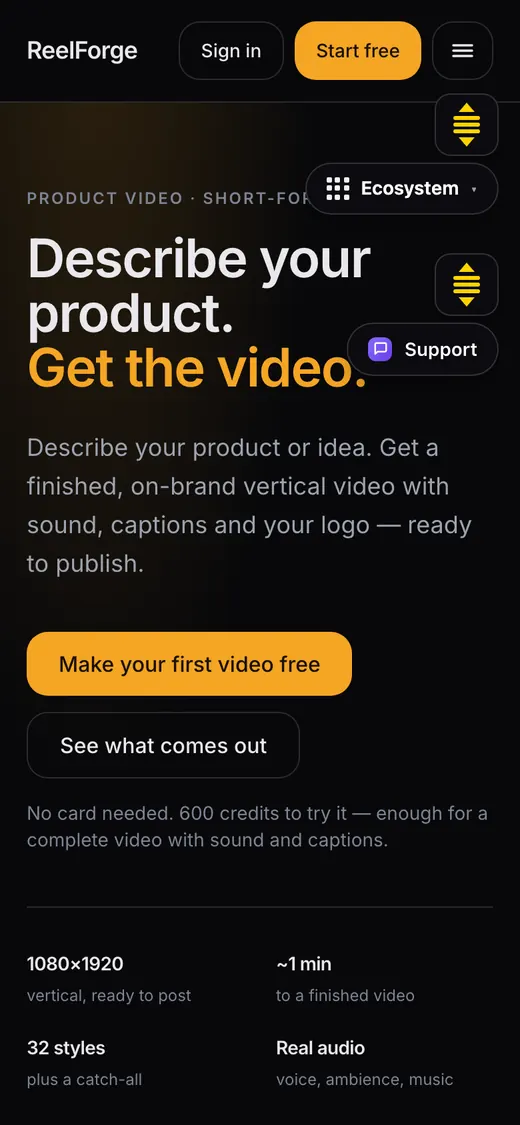 ReelForge
Sign in
Start free
PRODUCT VIDEO · SHORT-FOR
Ecosystem
Describe your
product.
Get the video.
Support
Describe your product or idea. Get a
finished, on-brand vertical video with
sound, captions and your logo — ready
to publish.
Make your first video free
See what comes out
No card needed. 600 credits to try it — enough for a
complete video with sound and captions.
1080×1920
vertical, ready to post
~1 min
to a finished video
32 styles
plus a catch-all
Real audio
voice, ambience, music